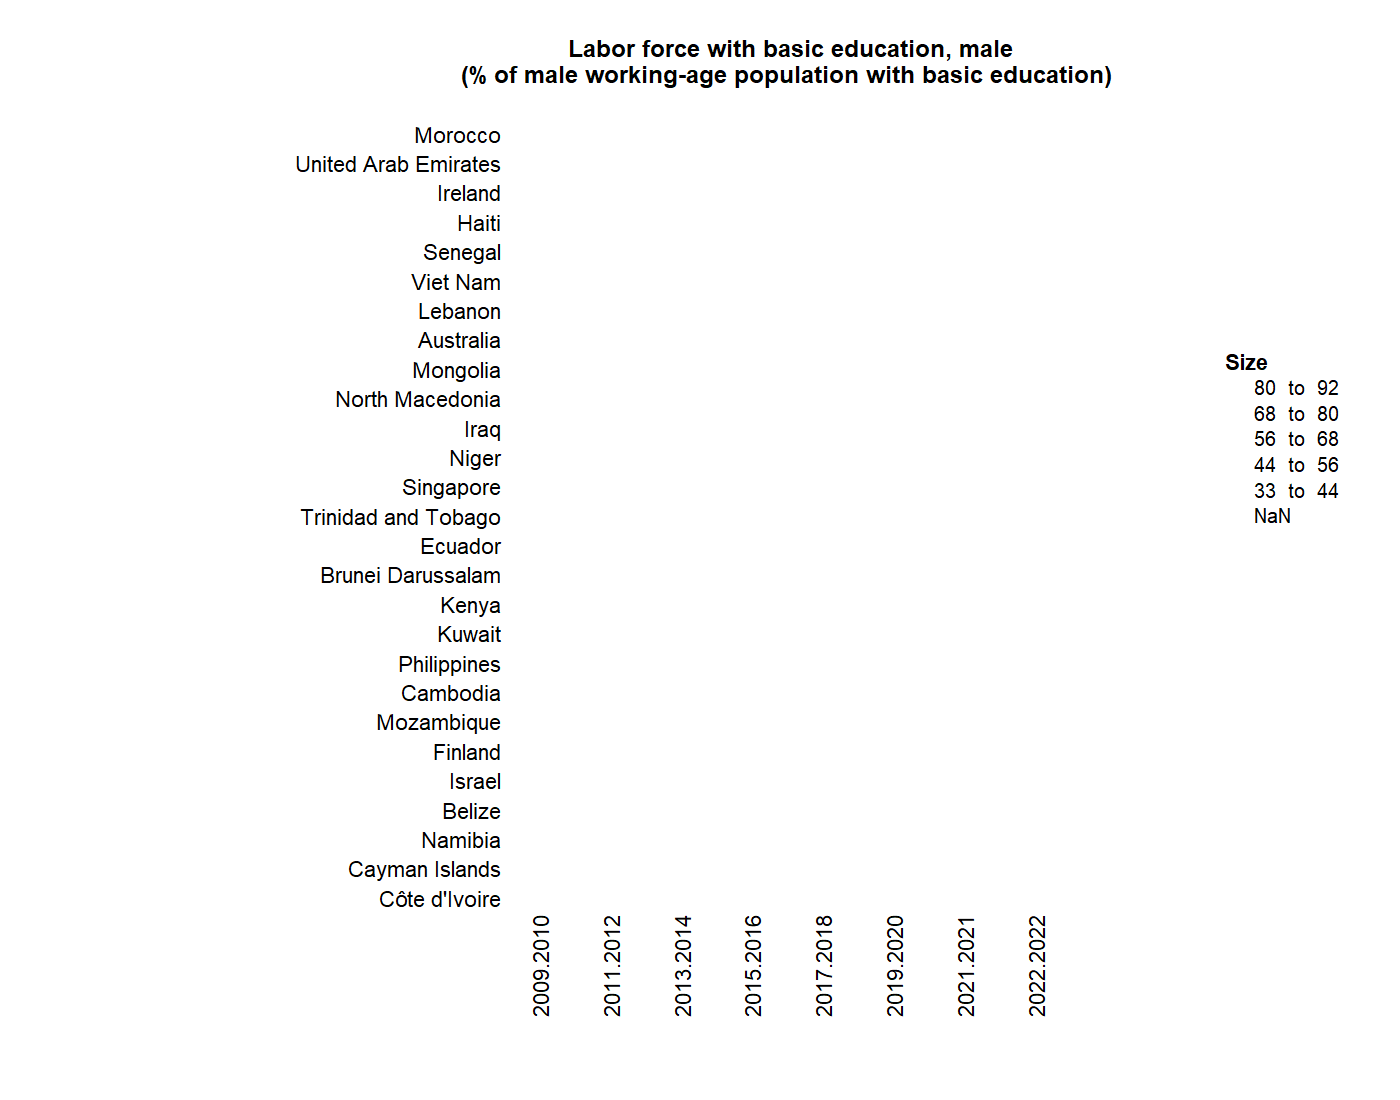 Labor force with basic education, male
(% of male working-age population with basic education)
Morocco
United Arab Emirates
Ireland
Haiti
Senegal
Viet Nam
Lebanon
Australia
Mongolia
North Macedonia
Iraq
Niger
Singapore
Trinidad and Tobago
Ecuador
Brunei Darussalam
Kenya
Kuwait
Philippines
Cambodia
Mozambique
Finland
Israel
Belize
Namibia
Cayman Islands
Côte d'Ivoire
2009.2010
2011.2012
2013.2014
2015.2016
2017.2018
2019.2020
2021.2021
2022.2022
Size
80 to 92
68 to 80
56 to 68
44 to 56
33 to 44
NaN